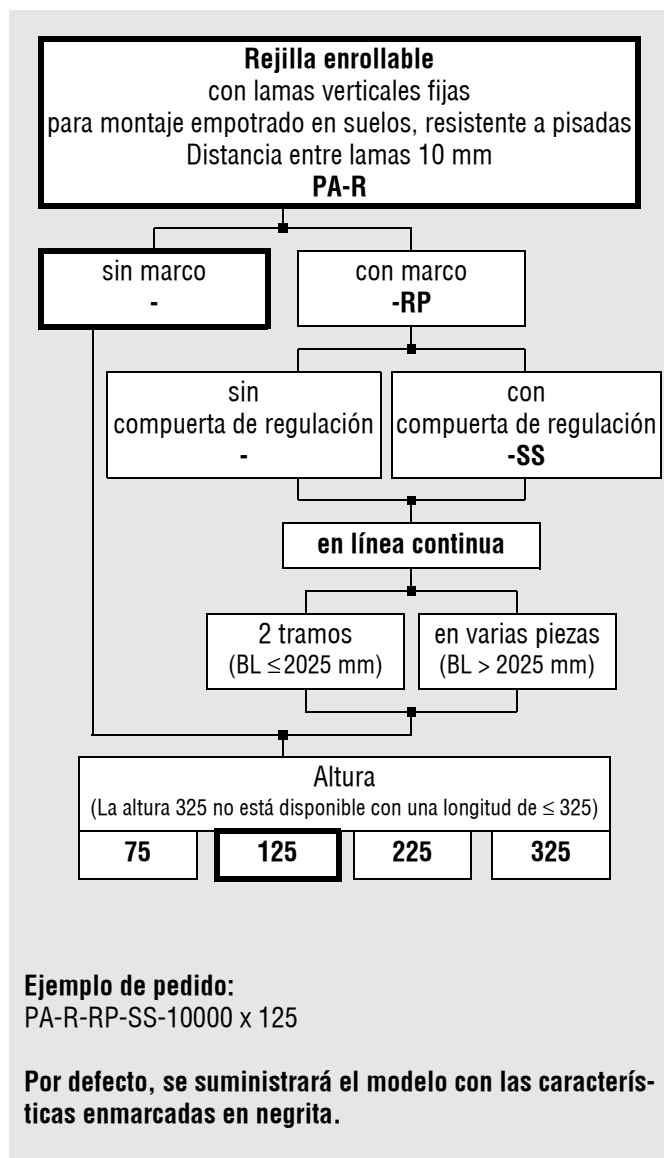 Rejilla enrollable
con lamas verticales fijas
para montaje empotrado en suelos, resistente a pisadas
Distancia entre lamas 10 mm
PA-R
sin marco
-
con marco
-RP
sin
compuerta de regulación
-
con
compuerta de regulación
-SS
en línea continua
2 tramos
(BL ≤ 2025 mm)
en varias piezas
(BL > 2025 mm)
Altura
(La altura 325 no está disponible con una longitud de ≤ 325)
75 125 225 325
Ejemplo de pedido:
PA-R-RP-SS-10000 x 125
Por defecto, se suministrará el modelo con las caracterís-
ticas enmarcadas en negrita.